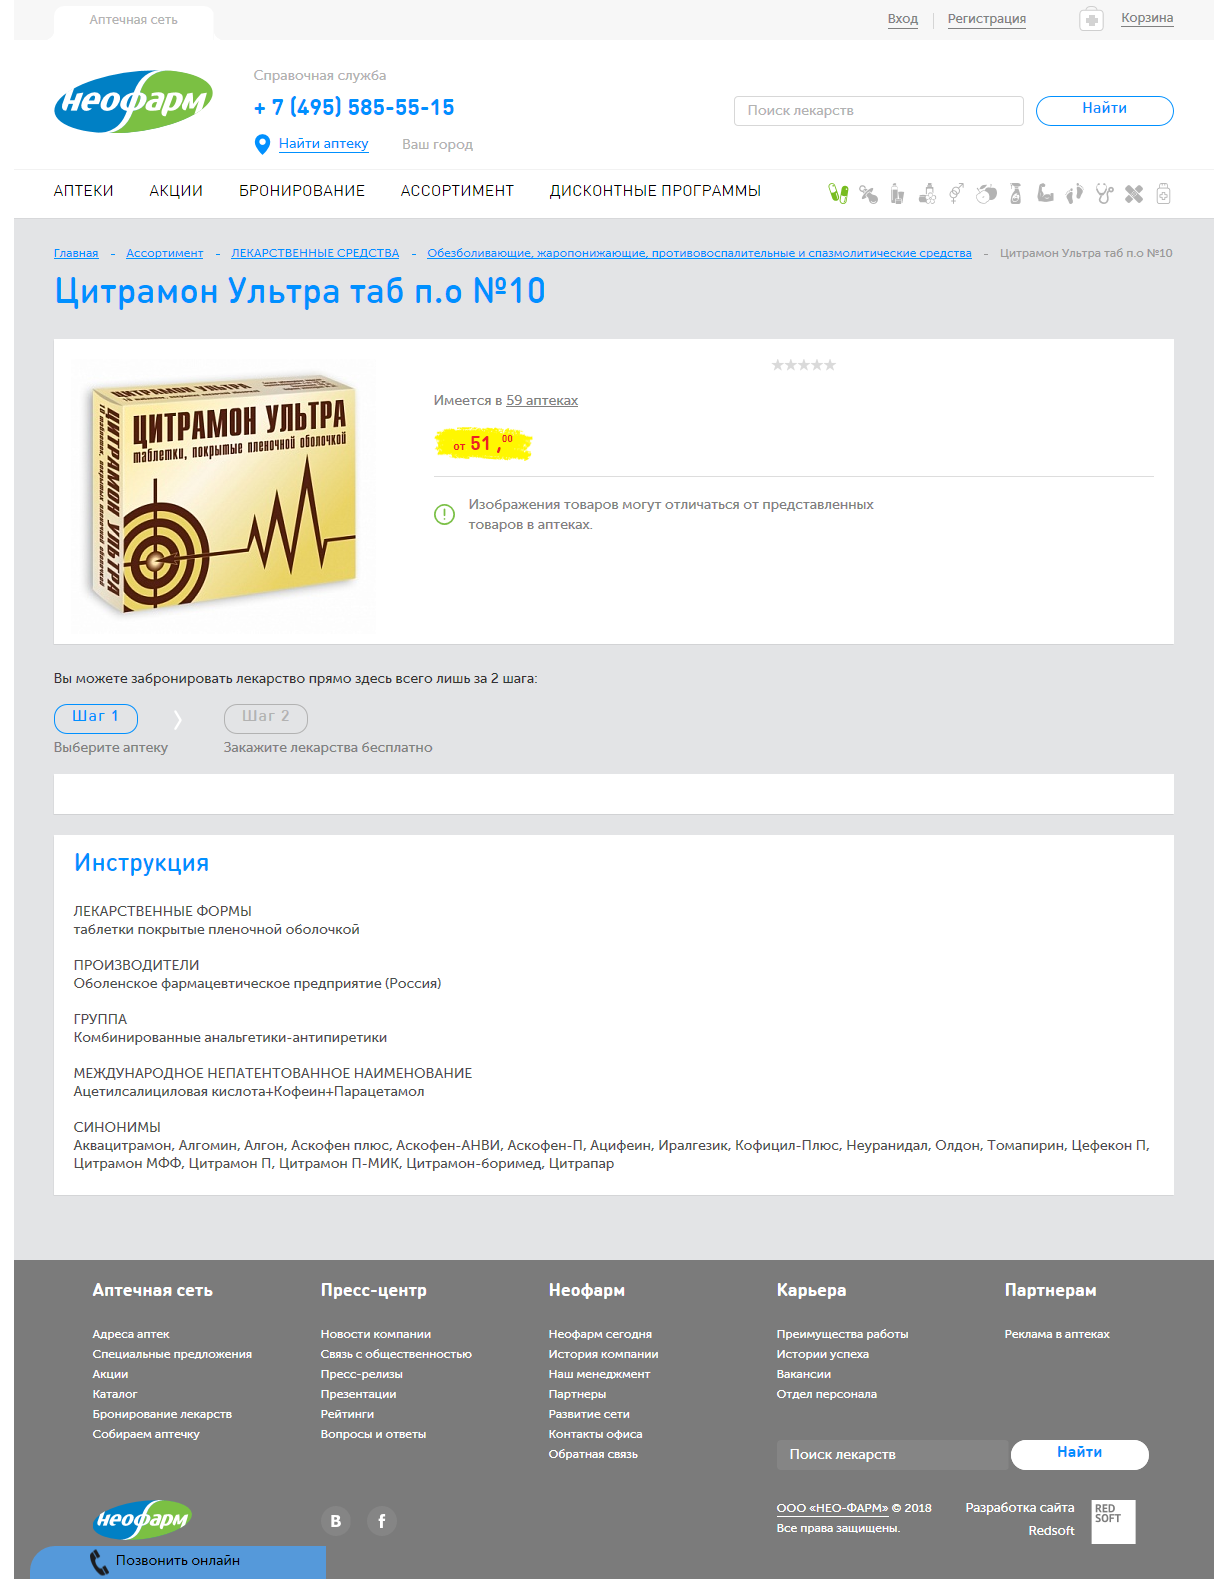 Аптечная сеть
Вход
Регистрация
Корзина
неофарм
Справочная служба
+ 7 (495) 585-55-15
Найти аптеку
Ваш город
Поиск лекарств
Найти
АПТЕКИ
АКЦИИ
БРОНИРОВАНИЕ
АССОРТИМЕНТ
ДИСКОНТНЫЕ ПРОГРАММЫ
Главная - Ассортимент - ЛЕКАРСТВЕННЫЕ СРЕДСТВА - Обезболивающие, жаропонижающие, противовоспалительные и спазмолитические средства - Цитрамон Ультра таб п.о №10
Цитрамон Ультра таб п.о №10
ЦИТРАМОН УЛЬТРА
ЦИТРАМОН УЛЬТРА
таблетки, покрытые пленочной оболочкой
ЦИТРАМОН УЛЬТРА
10 таблеток, покрытых пленочной оболочкой
Имеется в 59 аптеках
от 51,00
Изображения товаров могут отличаться от представленных
товаров в аптеках.
Вы можете забронировать лекарство прямо здесь всего лишь за 2 шага:
Шаг 1
Шаг 2
Выберите аптеку
Закажите лекарства бесплатно
Инструкция
ЛЕКАРСТВЕННЫЕ ФОРМЫ
таблетки покрытые пленочной оболочкой
ПРОИЗВОДИТЕЛИ
Оболенское фармацевтическое предприятие (Россия)
ГРУППА
Комбинированные анальгетики-антипиретики
МЕЖДУНАРОДНОЕ НЕПАТЕНТОВАННОЕ НАИМЕНОВАНИЕ
Ацетилсалициловая кислота+Кофеин+Парацетамол
СИНОНИМЫ
Аквацитрамон, Алгомин, Алгон, Аскофен плюс, Аскофен-АНВИ, Аскофен-П, Ацифеин, Иралгезик, Кофицил-Плюс, Неуранидал, Олдон, Томапирин, Цефекон П,
Цитрамон МФФ, Цитрамон П, Цитрамон П-МИК, Цитрамон-боримед, Цитрапар
Аптечная сеть
Адреса аптек
Специальные предложения
Акции
Каталог
Бронирование лекарств
Собираем аптечку
Пресс-центр
Новости компании
Связь с общественностью
Пресс-релизы
Презентации
Рейтинги
Вопросы и ответы
Неофарм
Неофарм сегодня
История компании
Наш менеджмент
Партнеры
Развитие сети
Контакты офиса
Обратная связь
Карьера
Преимущества работы
Истории успеха
Вакансии
Отдел персонала
Партнерам
Реклама в аптеках
Поиск лекарств
Найти
неофарм
B
f
ООО «НЕО-ФАРМ» © 2018
Все права защищены.
Разработка сайта
Redsoft
RED
SOFT
Позвонить онлайн